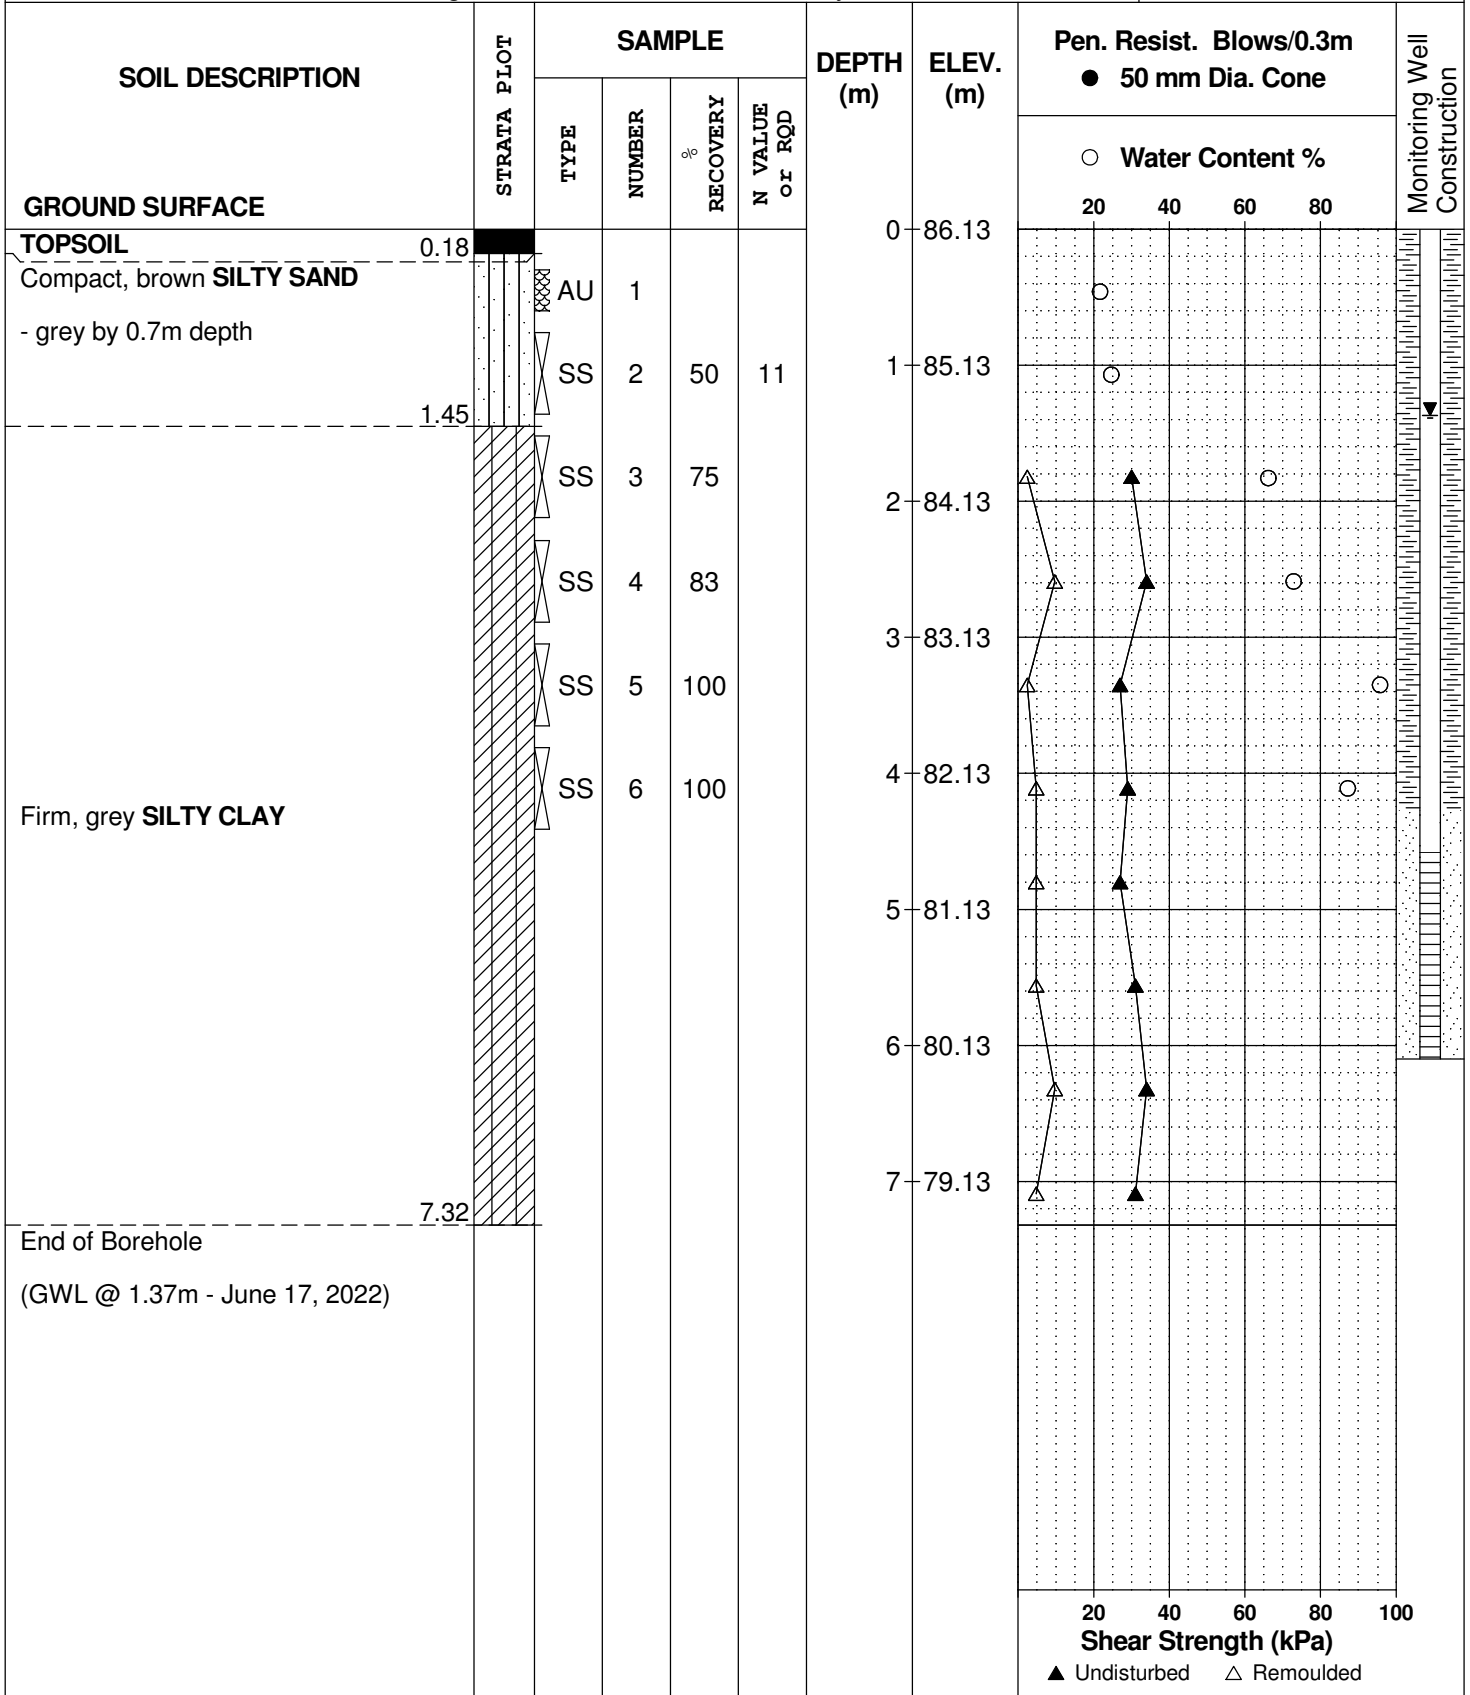 SOIL DESCRIPTION
GROUND SURFACE
STRATA PLOT
SAMPLE
TYPE
NUMBER
% RECOVERY
N VALUE or RQD
DEPTH (m)
ELEV. (m)
Pen. Resist. Blows/0.3m
● 50 mm Dia. Cone
○ Water Content %
20 40 60 80
Monitoring Well Construction
0 86.13
TOPSOIL 0.18
Compact, brown SILTY SAND
AU 1
- grey by 0.7m depth
1 85.13
SS 2 50 11
1.45
SS 3 75
2 84.13
SS 4 83
3 83.13
SS 5 100
4 82.13
SS 6 100
Firm, grey SILTY CLAY
5 81.13
6 80.13
7 79.13
7.32
End of Borehole
(GWL @ 1.37m - June 17, 2022)
20 40 60 80 100
Shear Strength (kPa)
▲ Undisturbed △ Remoulded